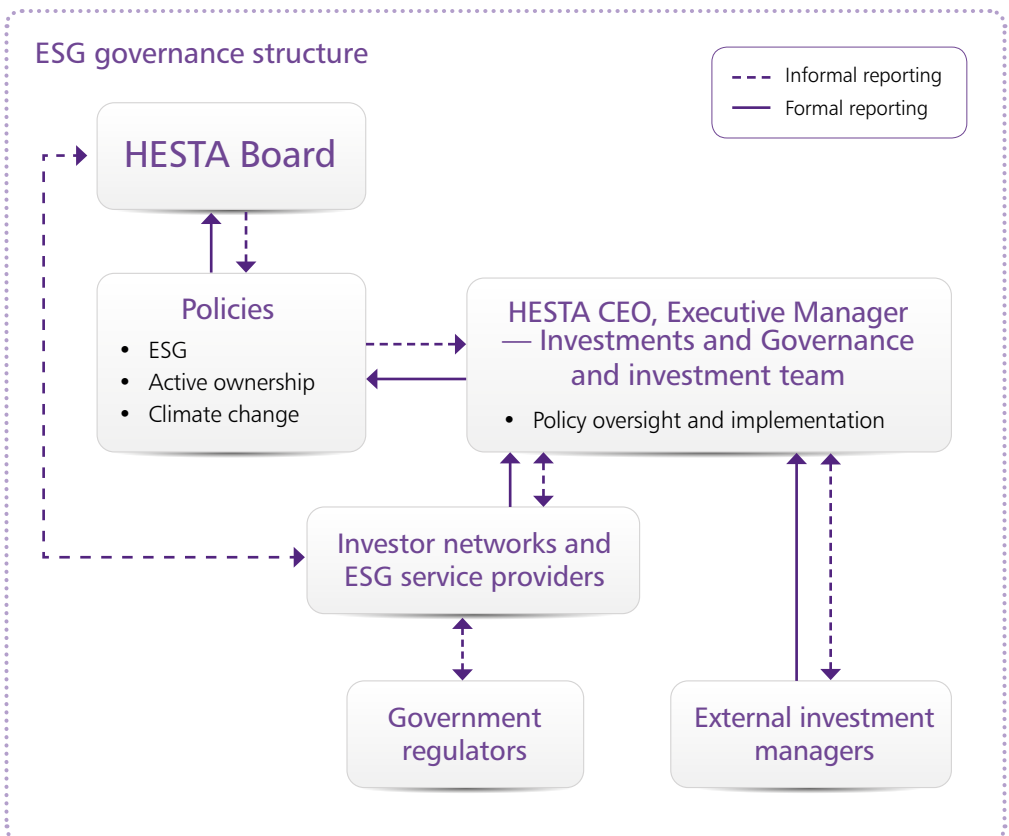 ESG governance structure
Informal reporting
Formal reporting
HESTA Board
Policies
• ESG
• Active ownership
• Climate change
HESTA CEO, Executive Manager
— Investments and Governance
and investment team
• Policy oversight and implementation
Investor networks and
ESG service providers
Government
regulators
External investment
managers